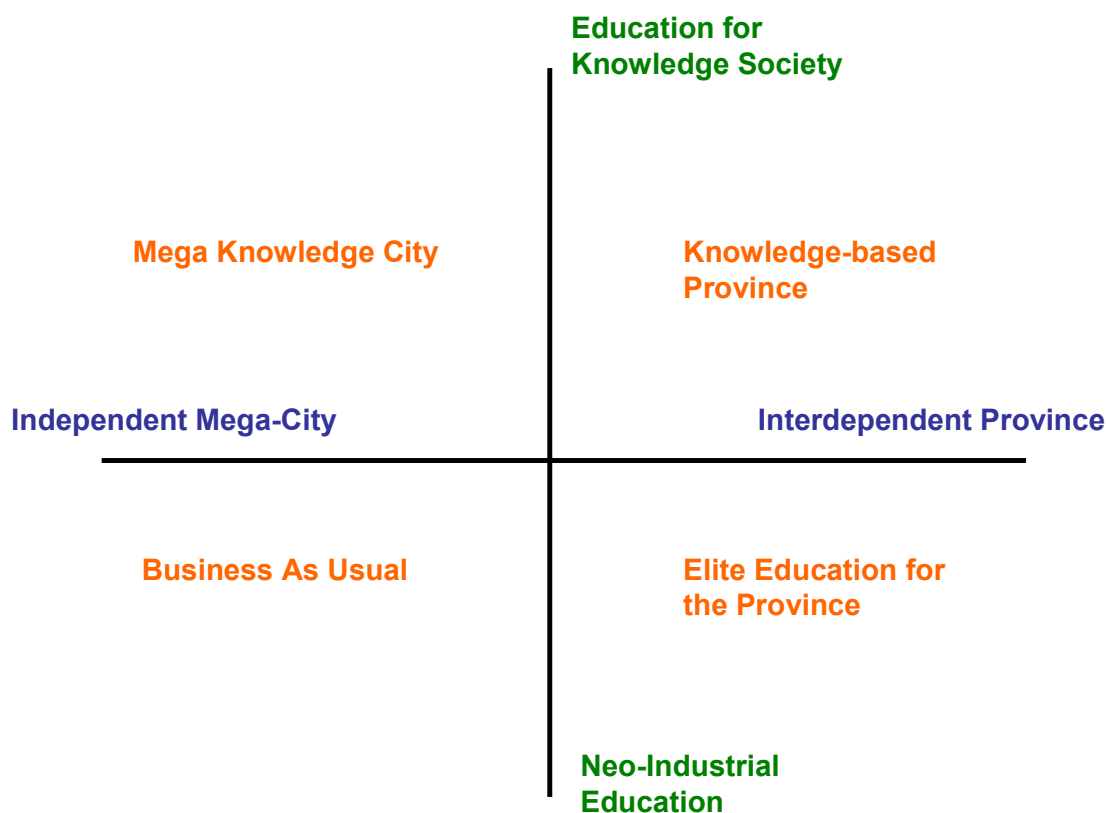 Education for
Knowledge Society
Mega Knowledge City
Knowledge-based
Province
Independent Mega-City
Interdependent Province
Business As Usual
Elite Education for
the Province
Neo-Industrial
Education